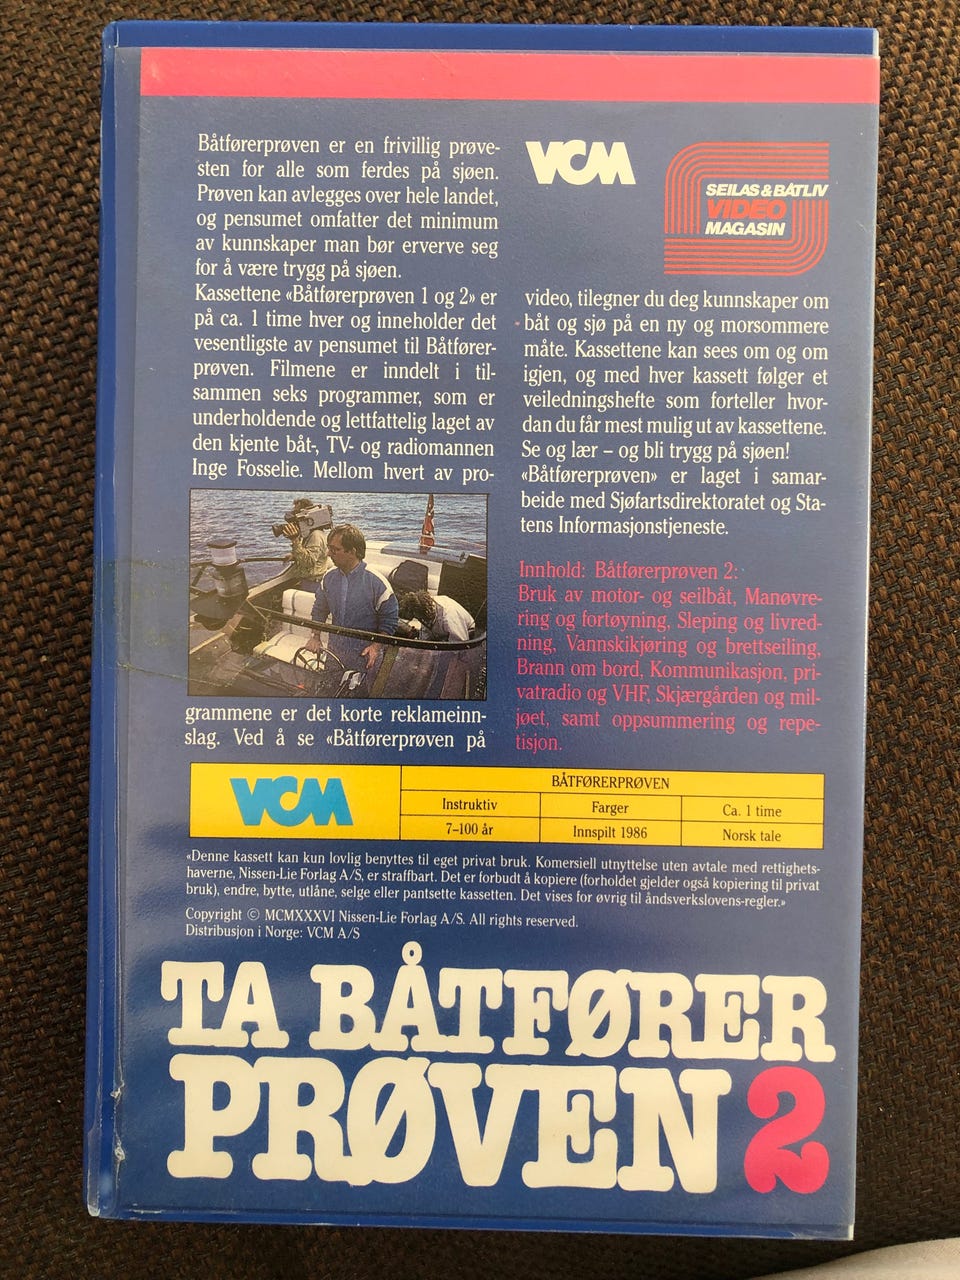 Båtførerprøven er en frivillig prøve-
sten for alle som ferdes på sjøen.
Prøven kan avlegges over hele landet,
og pensumet omfatter det minimum
av kunnskaper man bør erverve seg
for å være trygg på sjøen.
Kassettene «Båtførerprøven 1 og 2» er
på ca. 1 time hver og inneholder det
vesentligste av pensumet til Båtfører-
prøven. Filmene er inndelt i til-
sammen seks programmer, som er
underholdende og lettfattelig laget av
den kjente båt-, TV- og radiomannen
Inge Fosselie. Mellom hvert av pro-
grammene er det korte reklameinn-
slag. Ved å se «Båtførerprøven på
VCM
SEILAS & BÅTLIV
VIDEO
MAGASIN
video, tilegner du deg kunnskaper om
båt og sjø på en ny og morsommere
måte. Kassettene kan sees om og om
igjen, og med hver kassett følger et
veiledningshefte som forteller hvor-
dan du får mest mulig ut av kassettene.
Se og lær – og bli trygg på sjøen!
«Båtførerprøven» er laget i samar-
beide med Sjøfartsdirektoratet og Sta-
tens Informasjonstjeneste.
Innhold: Båtførerprøven 2:
Bruk av motor- og seilbåt, Manøvre-
ring og fortøyning, Sleping og livred-
ning, Vannskikjøring og brettseiling,
Brann om bord, Kommunikasjon, pri-
vatradio og VHF, Skjærgården og mil-
jøet, samt oppsummering og repe-
tisjon.
VCM
BÅTFØRERPRØVEN
Instruktiv Farger Ca. 1 time
7–100 år Innspilt 1986 Norsk tale
«Denne kassett kan kun lovlig benyttes til eget privat bruk. Komersiell utnyttelse uten avtale med rettighets-
haverne, Nissen-Lie Forlag A/S, er straffbart. Det er forbudt å kopiere (forholdet gjelder også kopiering til privat
bruk), endre, bytte, utlåne, selge eller pantsette kassetten. Det vises for øvrig til åndsverkslovens-regler.»
Copyright © MCMXXXVI Nissen-Lie Forlag A/S. All rights reserved.
Distribusjon i Norge: VCM A/S
TA BÅTFØRER
PRØVEN 2